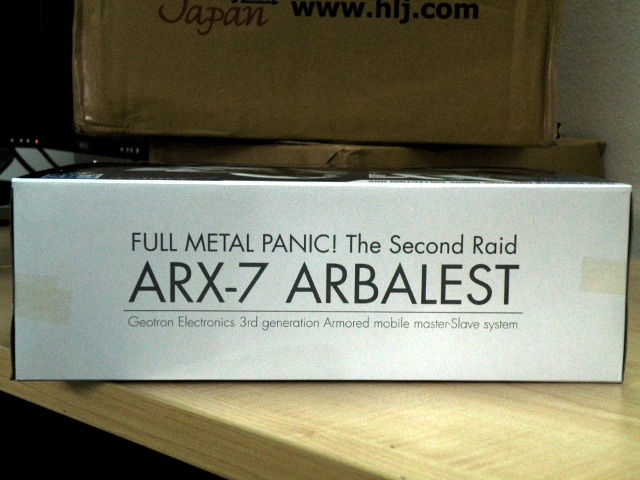 Japan www.hlj.com
FULL METAL PANIC! The Second Raid
ARX-7 ARBALEST
Geotron Electronics 3rd generation Armored mobile master-Slave system